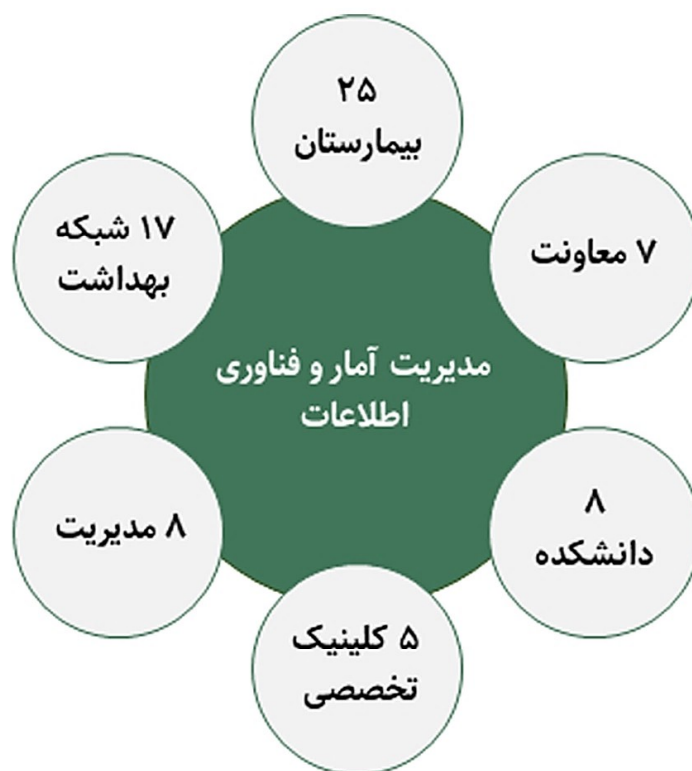 ۲۵
بیمارستان
۷ معاونت
۱۷ شبکه
بهداشت
مدیریت آمار و فناوری
اطلاعات
۸
دانشکده
۸ مدیریت
۵ کلینیک
تخصصی